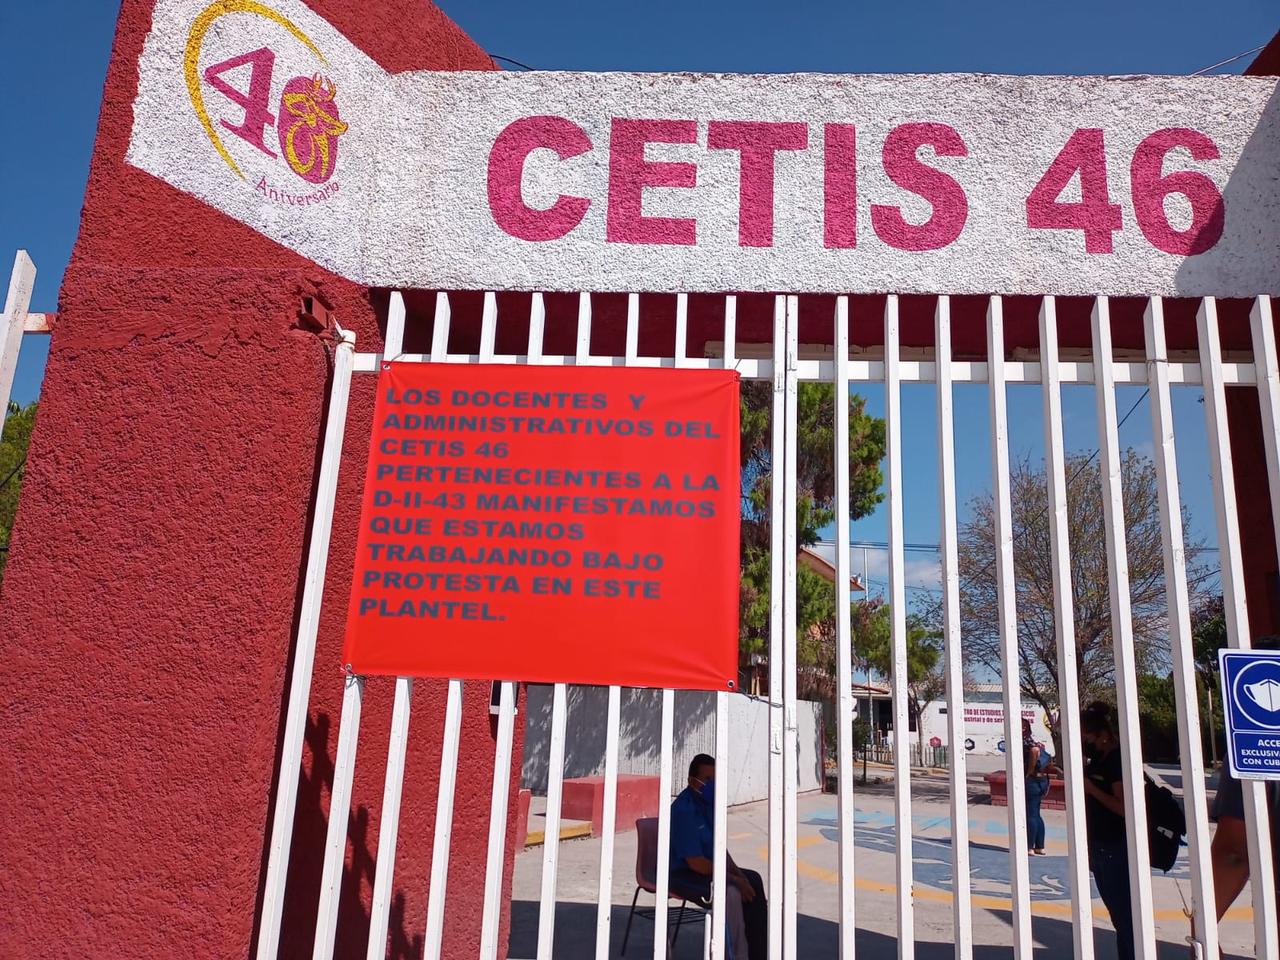 40
Aniversario
CETIS 46
LOS DOCENTES Y
ADMINISTRATIVOS DEL
CETIS 46
PERTENECIENTES A LA
D-II-43 MANIFESTAMOS
QUE ESTAMOS
TRABAJANDO BAJO
PROTESTA EN ESTE
PLANTEL.
ACCE
EXCLUSIV
CON CUB